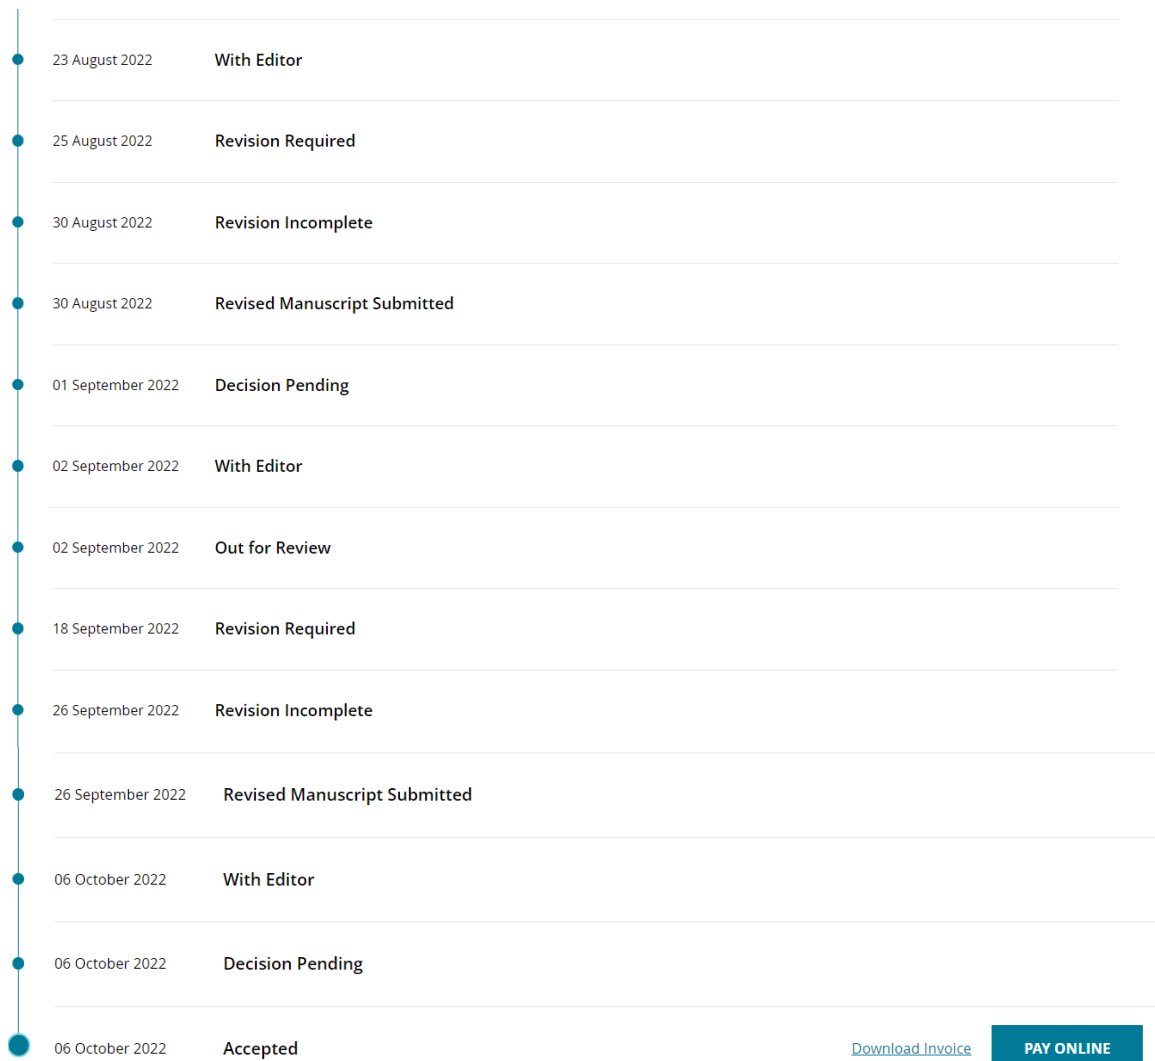 23 August 2022 With Editor
25 August 2022 Revision Required
30 August 2022 Revision Incomplete
30 August 2022 Revised Manuscript Submitted
01 September 2022 Decision Pending
02 September 2022 With Editor
02 September 2022 Out for Review
18 September 2022 Revision Required
26 September 2022 Revision Incomplete
26 September 2022 Revised Manuscript Submitted
06 October 2022 With Editor
06 October 2022 Decision Pending
06 October 2022 Accepted Download Invoice PAY ONLINE